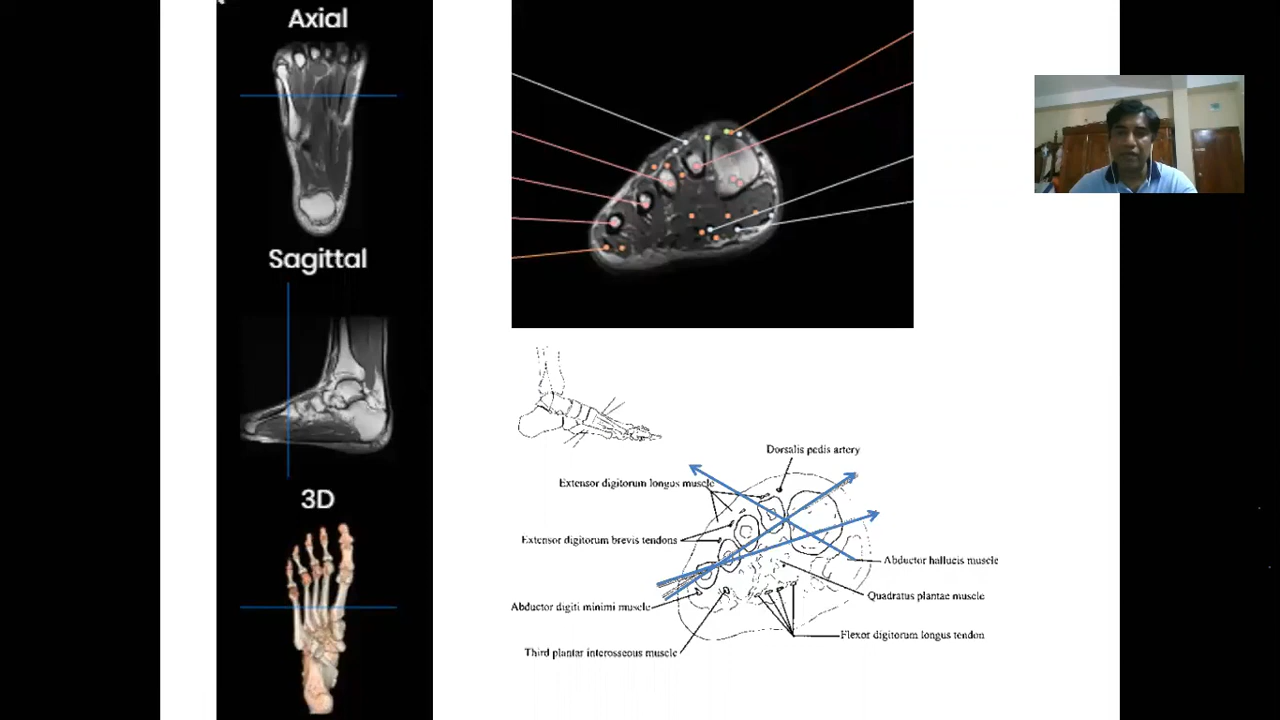 Axial
Sagittal
3D
Dorsalis pedis artery
Extensor digitorum longus muscle
Extensor digitorum brevis tendons
Abductor hallucis muscle
Quadratus plantae muscle
Abductor digiti minimi muscle
Flexor digitorum longus tendon
Third plantar interosseous muscle